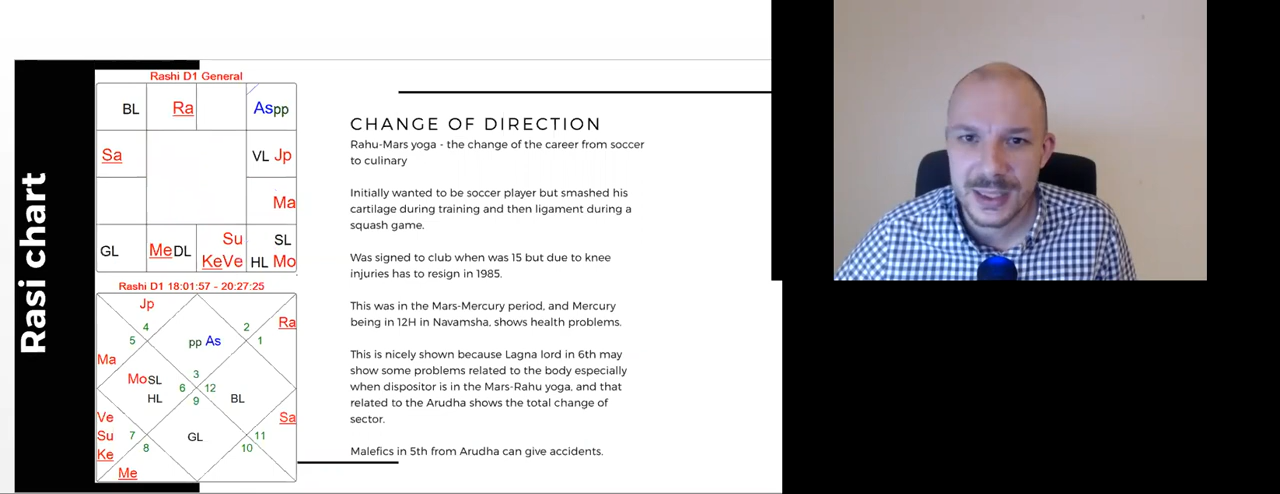 Rasi chart
Rashi D1 General
BL Ra Aspp
Sa VL Jp
Ma
GL MeDL Su SL
KeVe HL Mo
CHANGE OF DIRECTION
Rahu-Mars yoga - the change of the career from soccer
to culinary
Initially wanted to be soccer player but smashed his
cartilage during training and then ligament during a
squash game.
Was signed to club when was 15 but due to knee
injuries has to resign in 1985.
This was in the Mars-Mercury period, and Mercury
being in 12H in Navamsha, shows health problems.
This is nicely shown because Lagna lord in 6th may
show some problems related to the body especially
when dispositor is in the Mars-Rahu yoga, and that
related to the Arudha shows the total change of
sector.
Malefics in 5th from Arudha can give accidents.
Rashi D1 18:01:57 - 20:27:25
Jp
Ra
4 2
5 pp As 1
Ma
3
MoSL 6 12
HL 9 BL
Ve Sa
Su 7 GL 11
Ke 8 10
Me